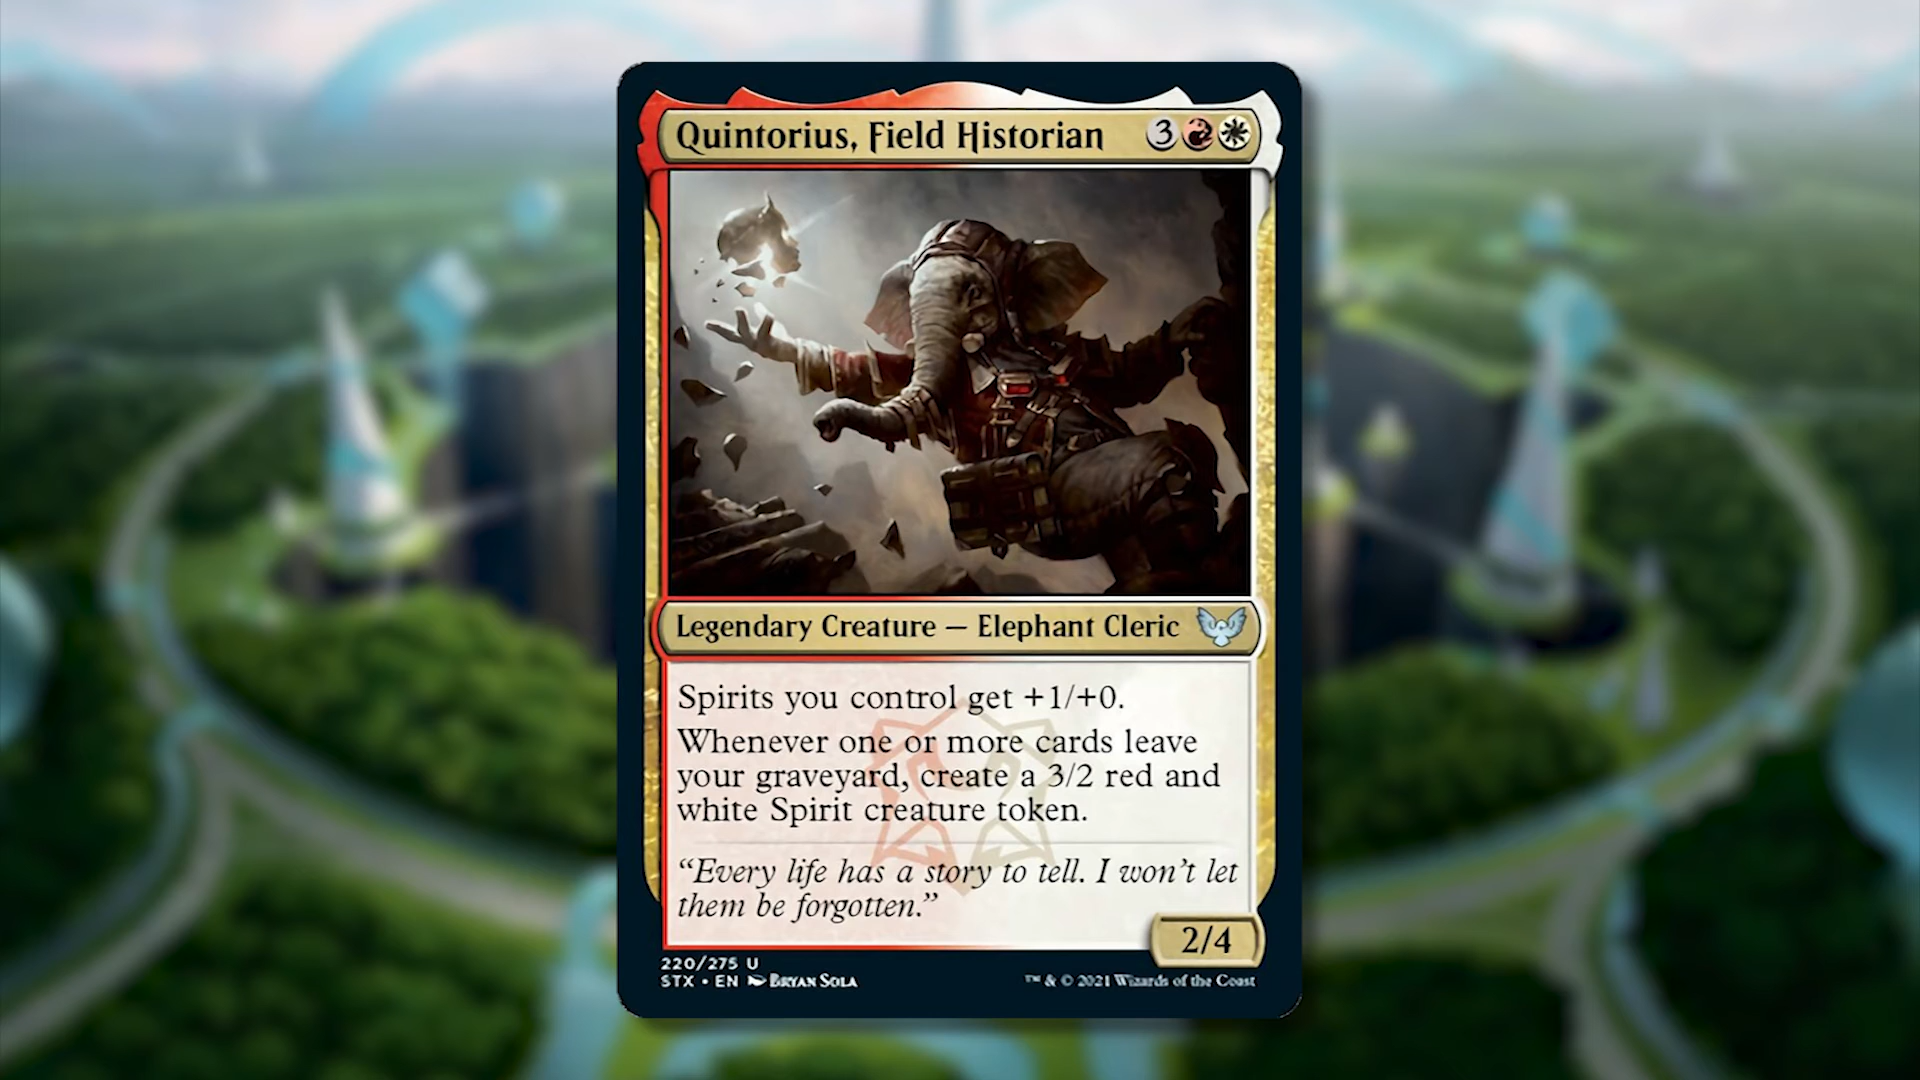 Quintorius, Field Historian 3
Legendary Creature — Elephant Cleric
Spirits you control get +1/+0.
Whenever one or more cards leave
your graveyard, create a 3/2 red and
white Spirit creature token.
“Every life has a story to tell. I won’t let
them be forgotten.”
2/4
220/275 U
STX • EN Bryan Sola
™ & © 2021 Wizards of the Coast